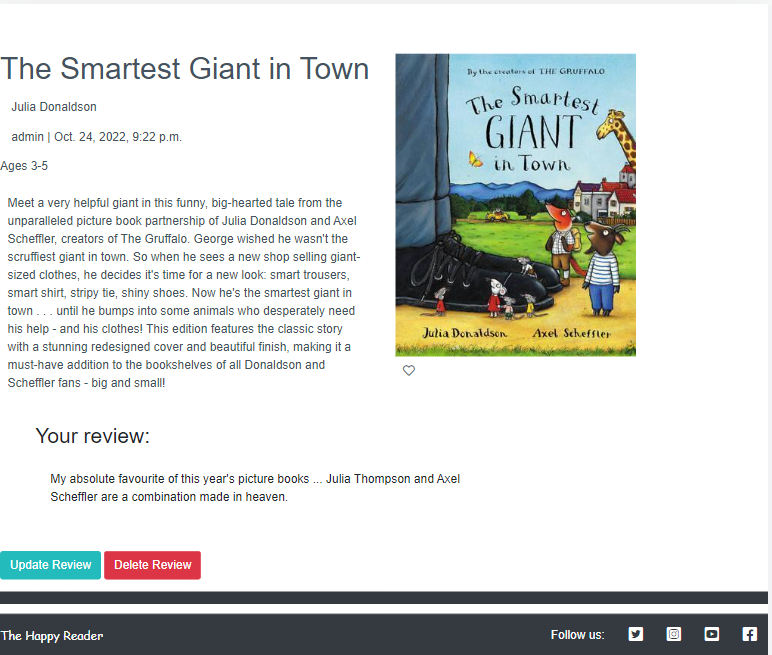 The Smartest Giant in Town
Julia Donaldson
admin | Oct. 24, 2022, 9:22 p.m.
Ages 3-5
Meet a very helpful giant in this funny, big-hearted tale from the
unparalleled picture book partnership of Julia Donaldson and Axel
Scheffler, creators of The Gruffalo. George wished he wasn't the
scruffiest giant in town. So when he sees a new shop selling giant-
sized clothes, he decides it's time for a new look: smart trousers,
smart shirt, stripy tie, shiny shoes. Now he's the smartest giant in
town . . . until he bumps into some animals who desperately need
his help - and his clothes! This edition features the classic story
with a stunning redesigned cover and beautiful finish, making it a
must-have addition to the bookshelves of all Donaldson and
Scheffler fans - big and small!
By the creators of THE GRUFFALO
The Smartest
GIANT
in Town
Julia Donaldson Axel Scheffler
Your review:
My absolute favourite of this year's picture books ... Julia Thompson and Axel
Scheffler are a combination made in heaven.
Update Review Delete Review
The Happy Reader Follow us: